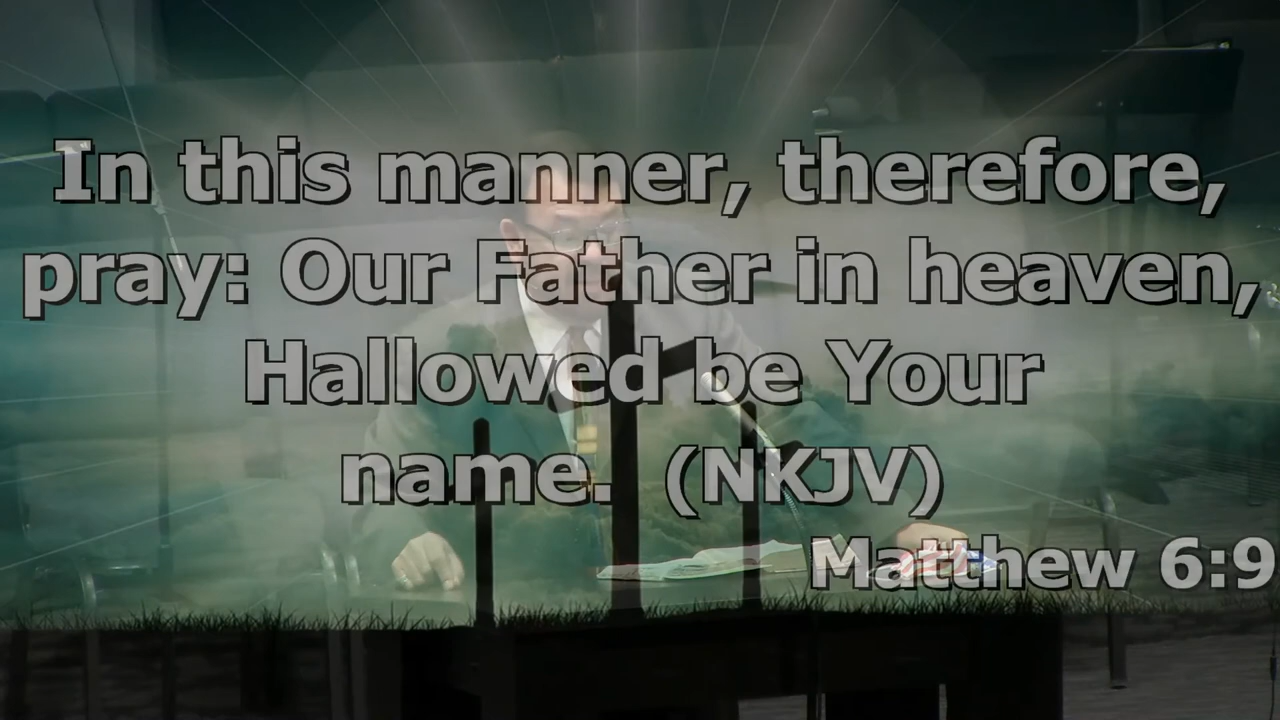 In this manner, therefore,
pray: Our Father in heaven,
Hallowed be Your
name.  (NKJV)
Matthew 6:9